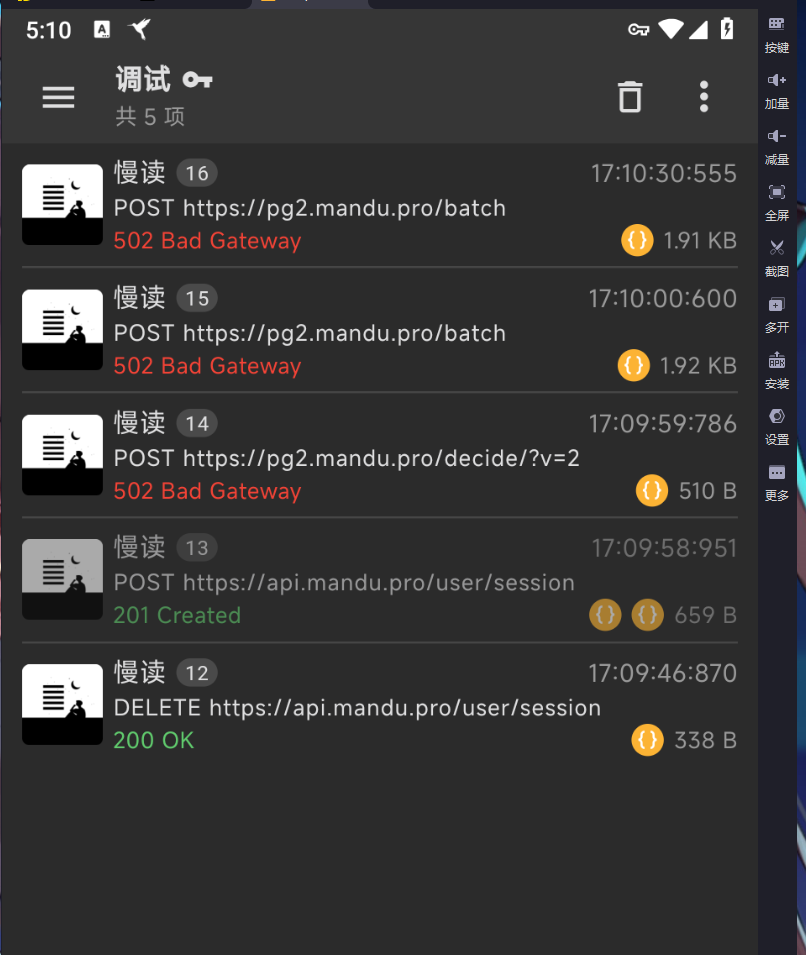 5:10
A
调试
共 5 项
慢读 16 17:10:30:555
POST https://pg2.mandu.pro/batch
502 Bad Gateway {} 1.91 KB
慢读 15 17:10:00:600
POST https://pg2.mandu.pro/batch
502 Bad Gateway {} 1.92 KB
慢读 14 17:09:59:786
POST https://pg2.mandu.pro/decide/?v=2
502 Bad Gateway {} 510 B
慢读 13 17:09:58:951
POST https://api.mandu.pro/user/session
201 Created {} {} 659 B
慢读 12 17:09:46:870
DELETE https://api.mandu.pro/user/session
200 OK {} 338 B
按键
加量
减量
全屏
截图
多开
APK
安装
设置
更多